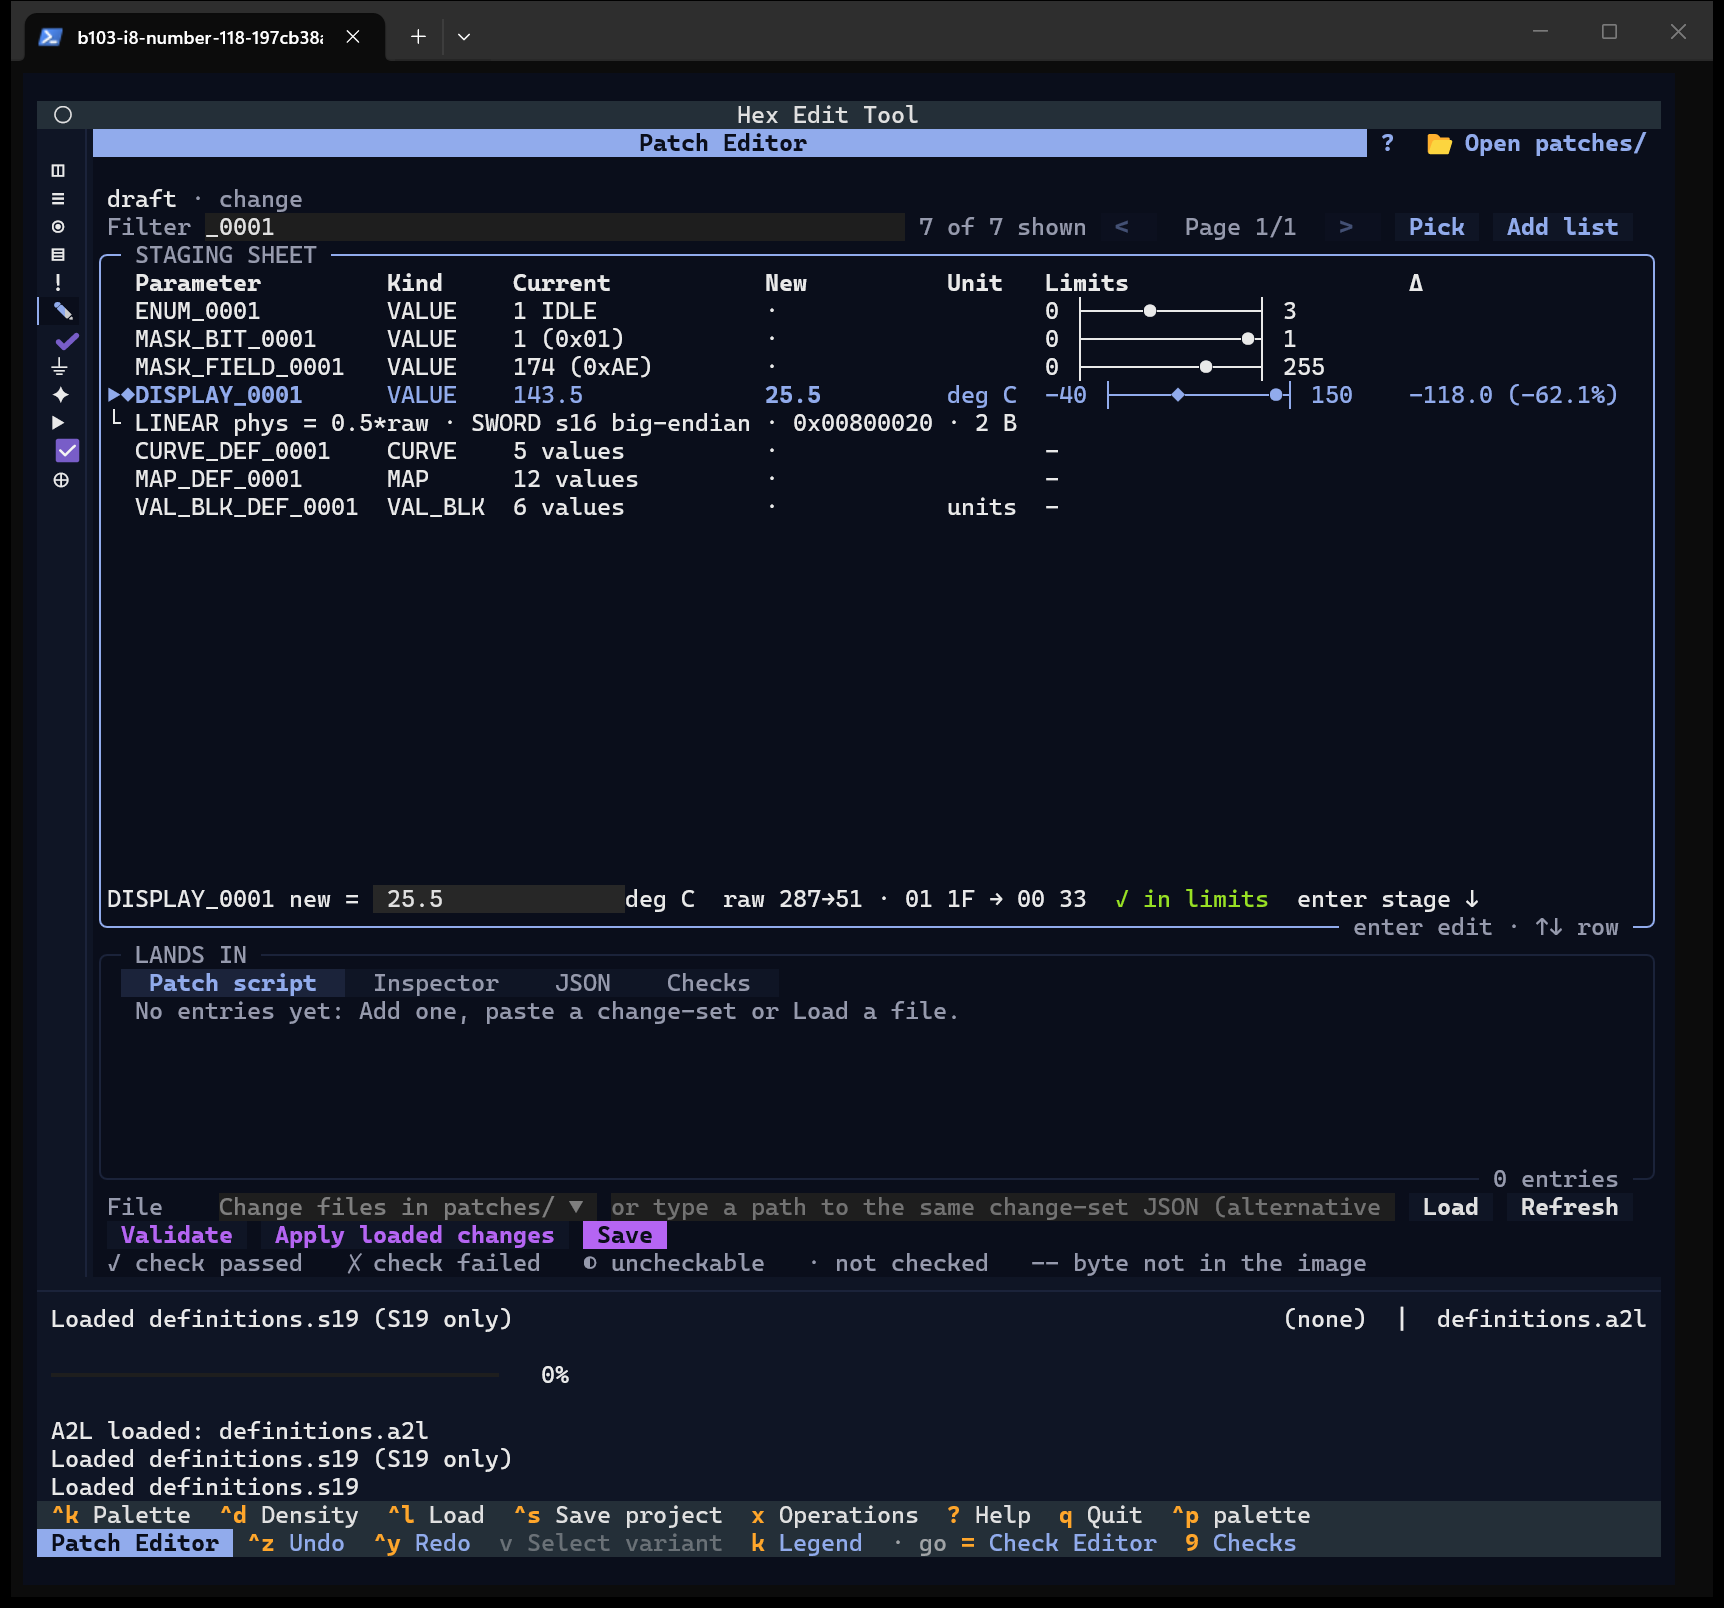 b103-i8-number-118-197cb38a
Hex Edit Tool
Patch Editor ? Open patches/
draft · change
Filter _0001 7 of 7 shown < Page 1/1 > Pick Add list
STAGING SHEET
Parameter Kind Current New Unit Limits Δ
ENUM_0001 VALUE 1 IDLE · 0 3
MASK_BIT_0001 VALUE 1 (0x01) · 0 1
MASK_FIELD_0001 VALUE 174 (0xAE) · 0 255
▶◆DISPLAY_0001 VALUE 143.5 25.5 deg C -40 150 -118.0 (-62.1%)
└ LINEAR phys = 0.5*raw · SWORD s16 big-endian · 0x00800020 · 2 B
CURVE_DEF_0001 CURVE 5 values · -
MAP_DEF_0001 MAP 12 values · -
VAL_BLK_DEF_0001 VAL_BLK 6 values · units -
DISPLAY_0001 new = 25.5 deg C raw 287→51 · 01 1F → 00 33 ✓ in limits enter stage ↓
enter edit · ↑↓ row
LANDS IN
Patch script Inspector JSON Checks
No entries yet: Add one, paste a change-set or Load a file.
0 entries
File Change files in patches/ ▼ or type a path to the same change-set JSON (alternative Load Refresh
Validate Apply loaded changes Save
✓ check passed ✗ check failed ◐ uncheckable · not checked -- byte not in the image
Loaded definitions.s19 (S19 only) (none) | definitions.a2l
0%
A2L loaded: definitions.a2l
Loaded definitions.s19 (S19 only)
Loaded definitions.s19
^k Palette ^d Density ^l Load ^s Save project x Operations ? Help q Quit ^p palette
Patch Editor ^z Undo ^y Redo v Select variant k Legend · go = Check Editor 9 Checks